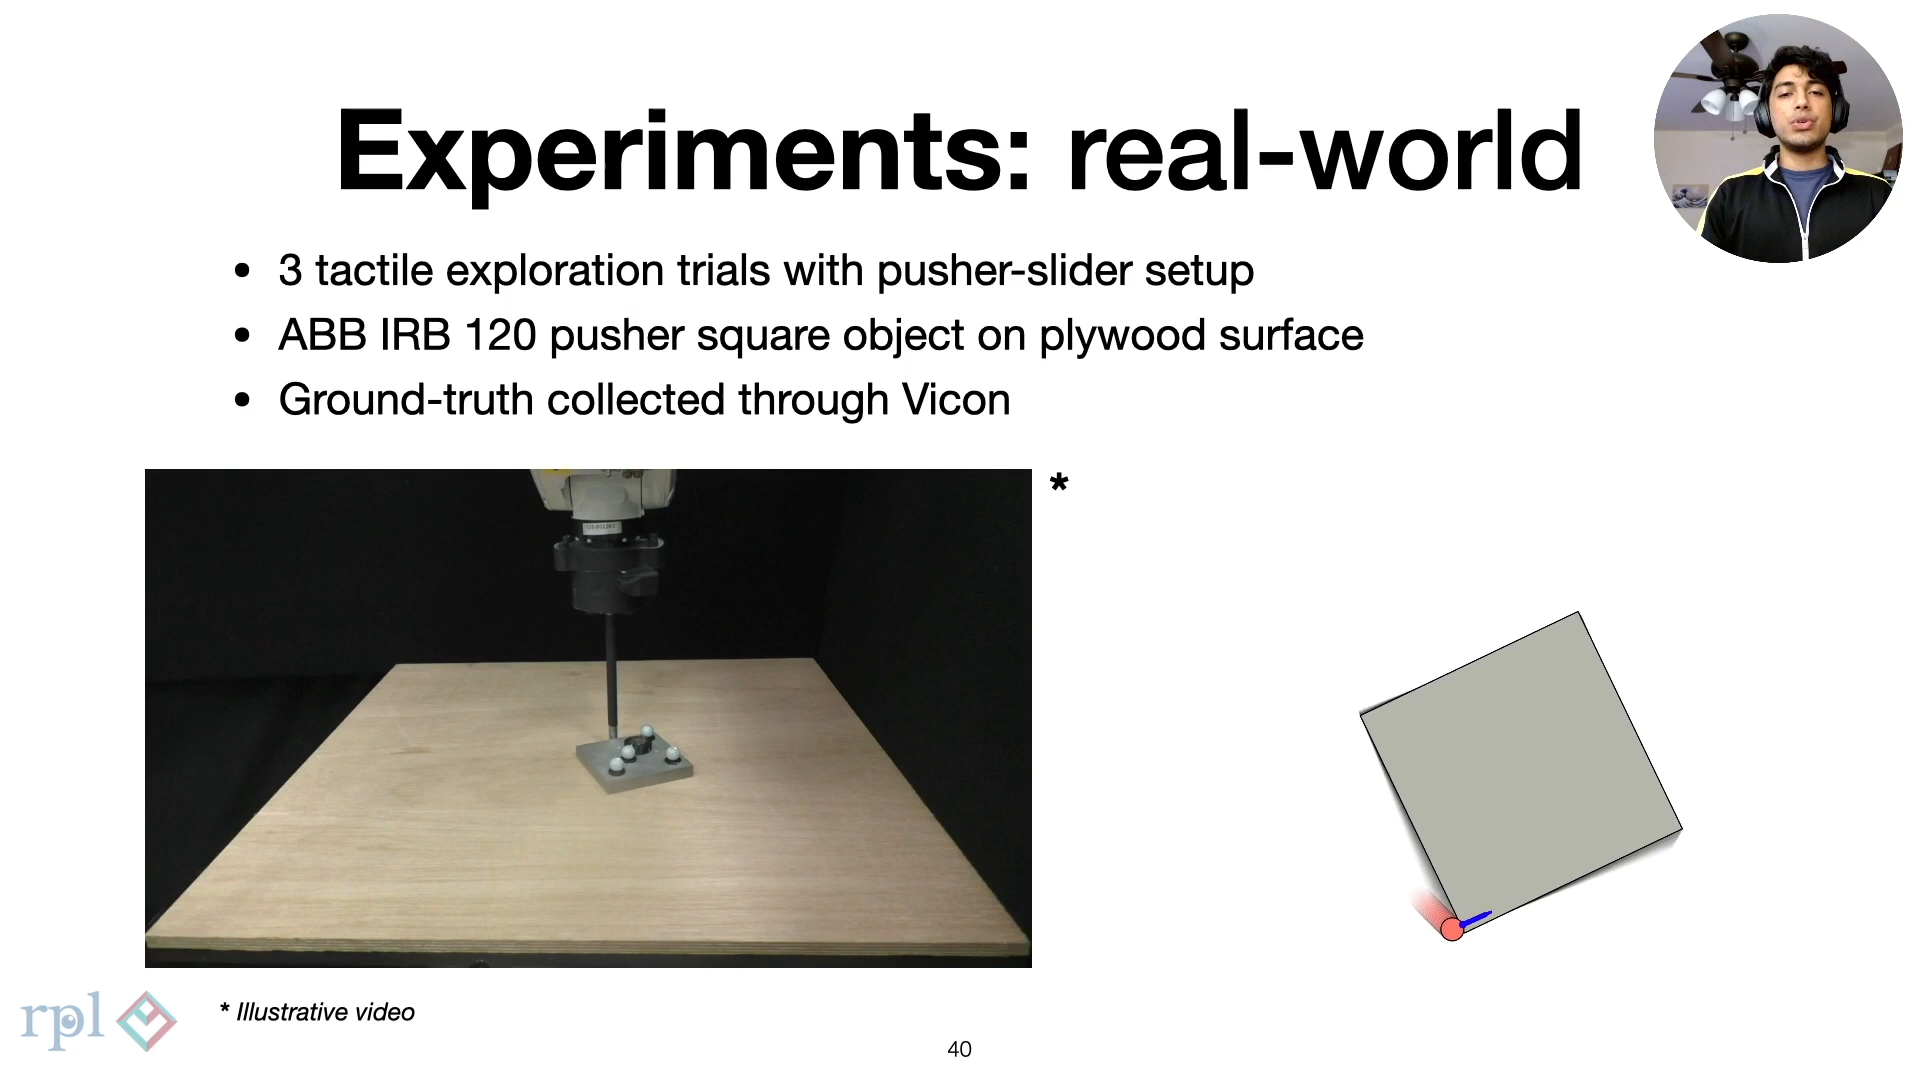 Experiments: real-world
• 3 tactile exploration trials with pusher-slider setup
• ABB IRB 120 pusher square object on plywood surface
• Ground-truth collected through Vicon
*
rpl
* Illustrative video
40